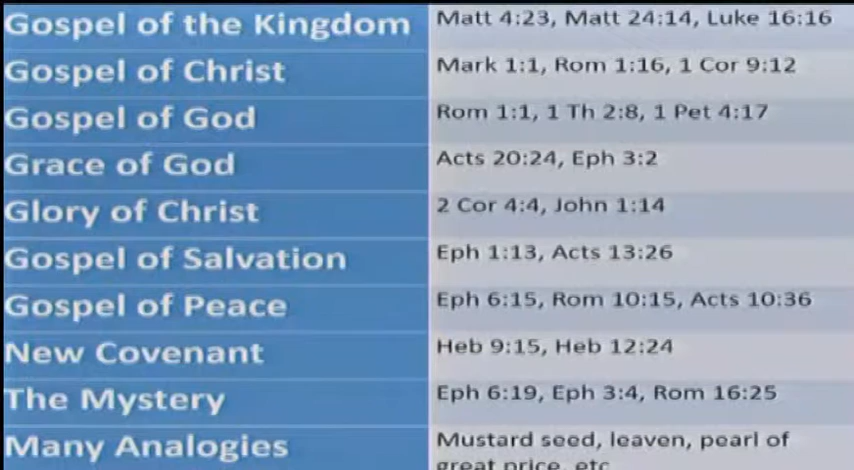 Gospel of the Kingdom Matt 4:23, Matt 24:14, Luke 16:16
Gospel of Christ Mark 1:1, Rom 1:16, 1 Cor 9:12
Gospel of God Rom 1:1, 1 Th 2:8, 1 Pet 4:17
Grace of God Acts 20:24, Eph 3:2
Glory of Christ 2 Cor 4:4, John 1:14
Gospel of Salvation Eph 1:13, Acts 13:26
Gospel of Peace Eph 6:15, Rom 10:15, Acts 10:36
New Covenant Heb 9:15, Heb 12:24
The Mystery Eph 6:19, Eph 3:4, Rom 16:25
Many Analogies Mustard seed, leaven, pearl of
great price, etc